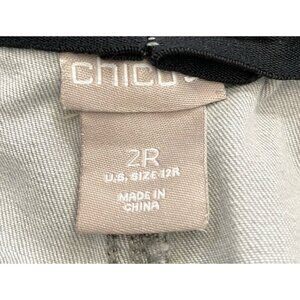 chico's
2R
U.S. SIZE 12R
MADE IN
CHINA